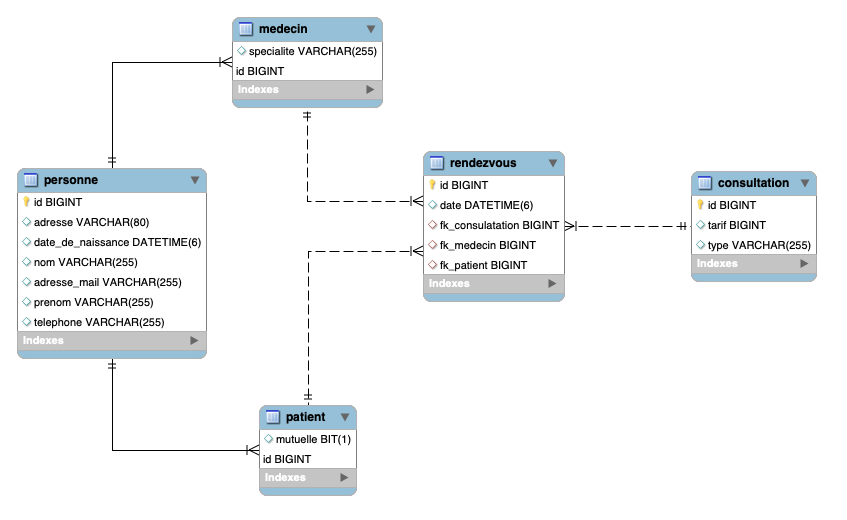 medecin
specialite VARCHAR(255)
id BIGINT
Indexes
personne
id BIGINT
adresse VARCHAR(80)
date_de_naissance DATETIME(6)
nom VARCHAR(255)
adresse_mail VARCHAR(255)
prenom VARCHAR(255)
telephone VARCHAR(255)
Indexes
rendezvous
id BIGINT
date DATETIME(6)
fk_consulatation BIGINT
fk_medecin BIGINT
fk_patient BIGINT
Indexes
consultation
id BIGINT
tarif BIGINT
type VARCHAR(255)
Indexes
patient
mutuelle BIT(1)
id BIGINT
Indexes